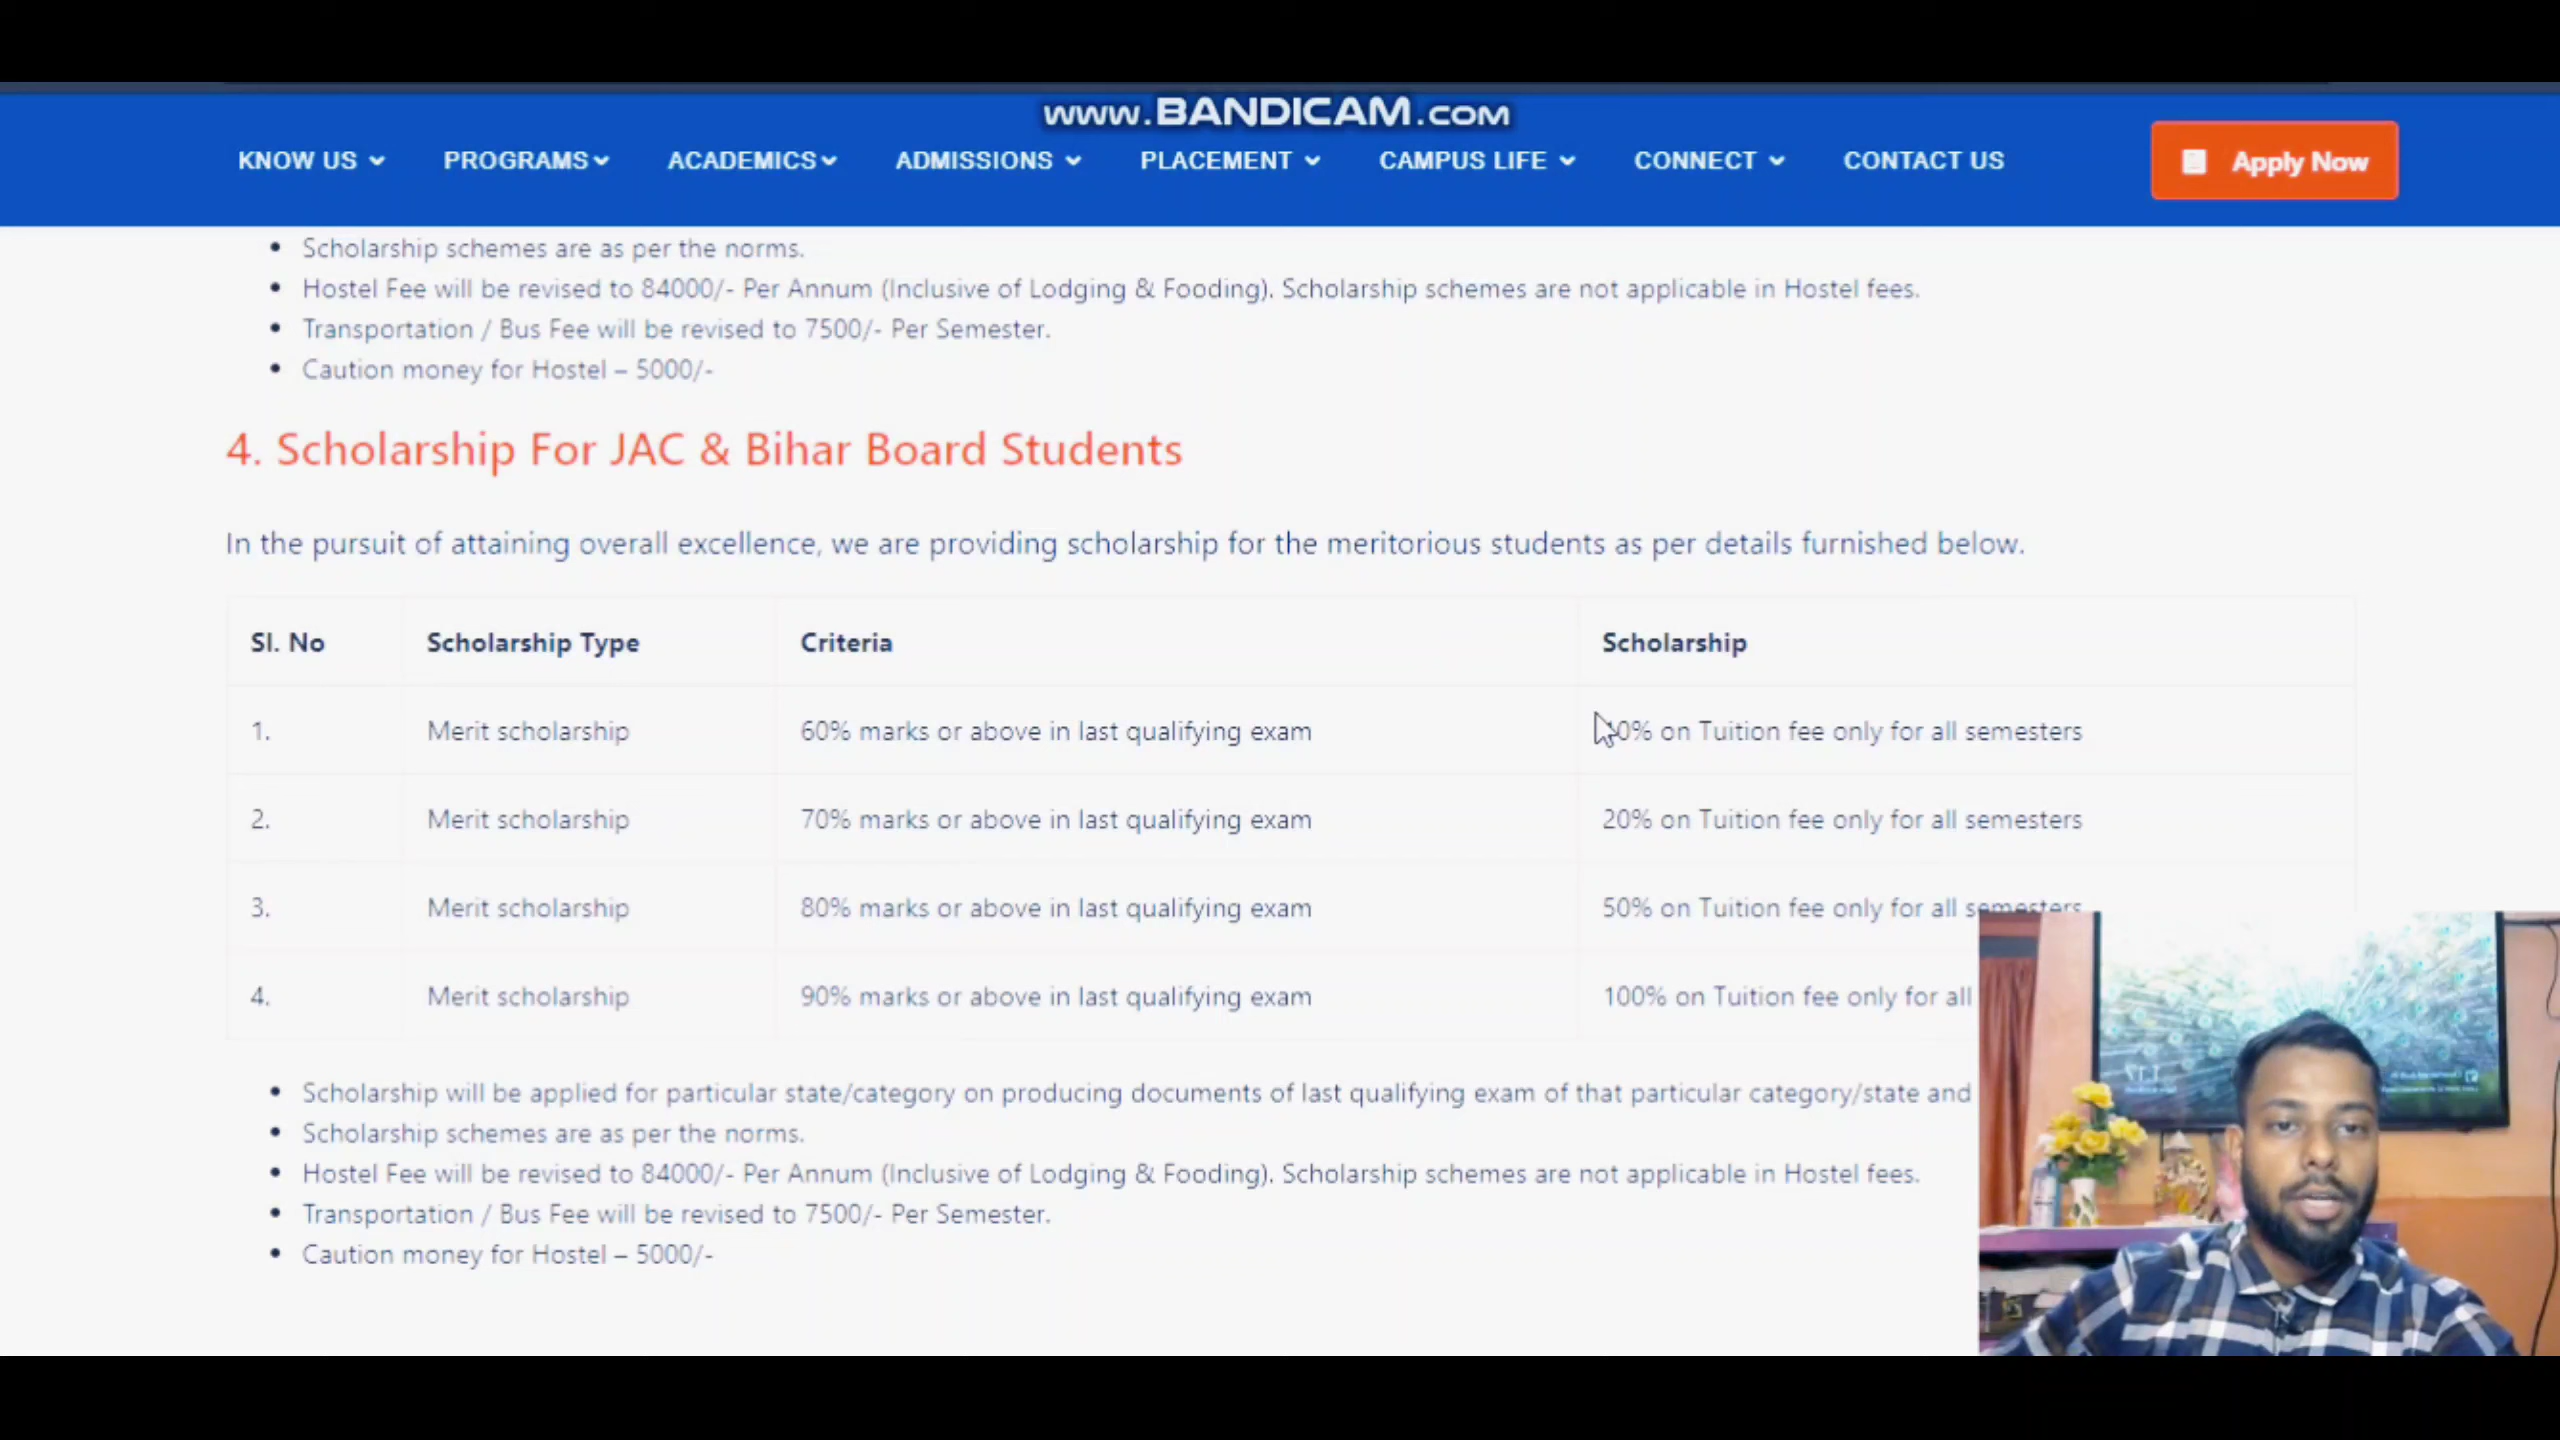 www.BANDICAM.com
KNOW US PROGRAMS ACADEMICS ADMISSIONS PLACEMENT CAMPUS LIFE CONNECT CONTACT US Apply Now
Scholarship schemes are as per the norms.
Hostel Fee will be revised to 84000/- Per Annum (Inclusive of Lodging & Fooding). Scholarship schemes are not applicable in Hostel fees.
Transportation / Bus Fee will be revised to 7500/- Per Semester.
Caution money for Hostel – 5000/-
4. Scholarship For JAC & Bihar Board Students
In the pursuit of attaining overall excellence, we are providing scholarship for the meritorious students as per details furnished below.
Sl. No Scholarship Type Criteria Scholarship
1. Merit scholarship 60% marks or above in last qualifying exam on Tuition fee only for all semesters
2. Merit scholarship 70% marks or above in last qualifying exam 20% on Tuition fee only for all semesters
3. Merit scholarship 80% marks or above in last qualifying exam 50% on Tuition fee only for all semesters
4. Merit scholarship 90% marks or above in last qualifying exam 100% on Tuition fee only for all
Scholarship will be applied for particular state/category on producing documents of last qualifying exam of that particular category/state and
Scholarship schemes are as per the norms.
Hostel Fee will be revised to 84000/- Per Annum (Inclusive of Lodging & Fooding). Scholarship schemes are not applicable in Hostel fees.
Transportation / Bus Fee will be revised to 7500/- Per Semester.
Caution money for Hostel – 5000/-